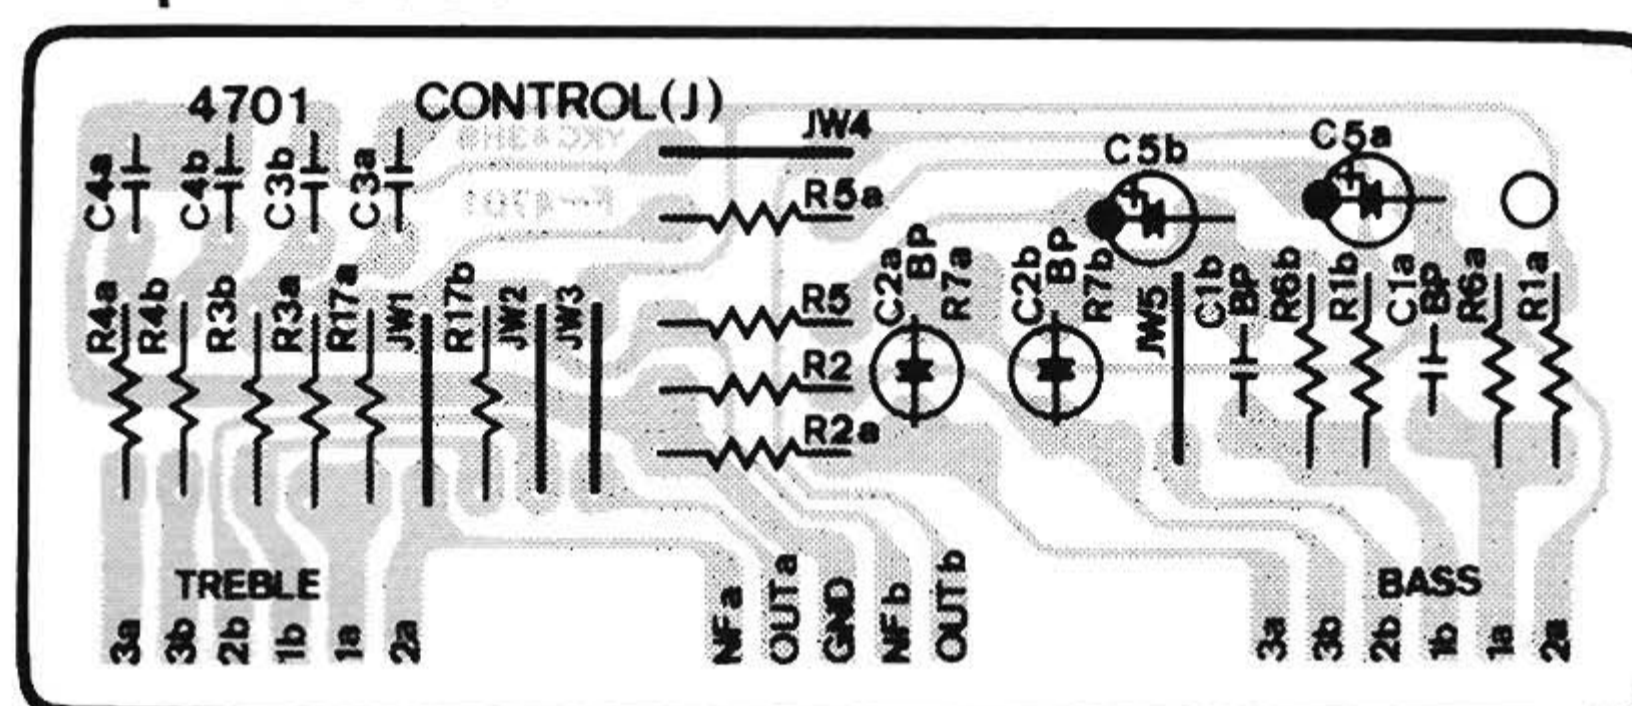 4701 CONTROL(J)
YKC43H8
F-4701
JW4
C5b
C5a
C4a
C4b
C3b
C3a
R5a
R4a
R4b
R3b
R3a
R17a
JW1
R17b
JW2
JW3
R5
R2
R2a
C2a
BP
R7a
C2b
BP
R7b
JW5
C1b
BP
R6b
R1b
C1a
BP
R6a
R1a
TREBLE
BASS
3a
3b
2b
1b
1a
2a
NFa
OUTa
GND
NFb
OUTb
3a
3b
2b
1b
1a
2a